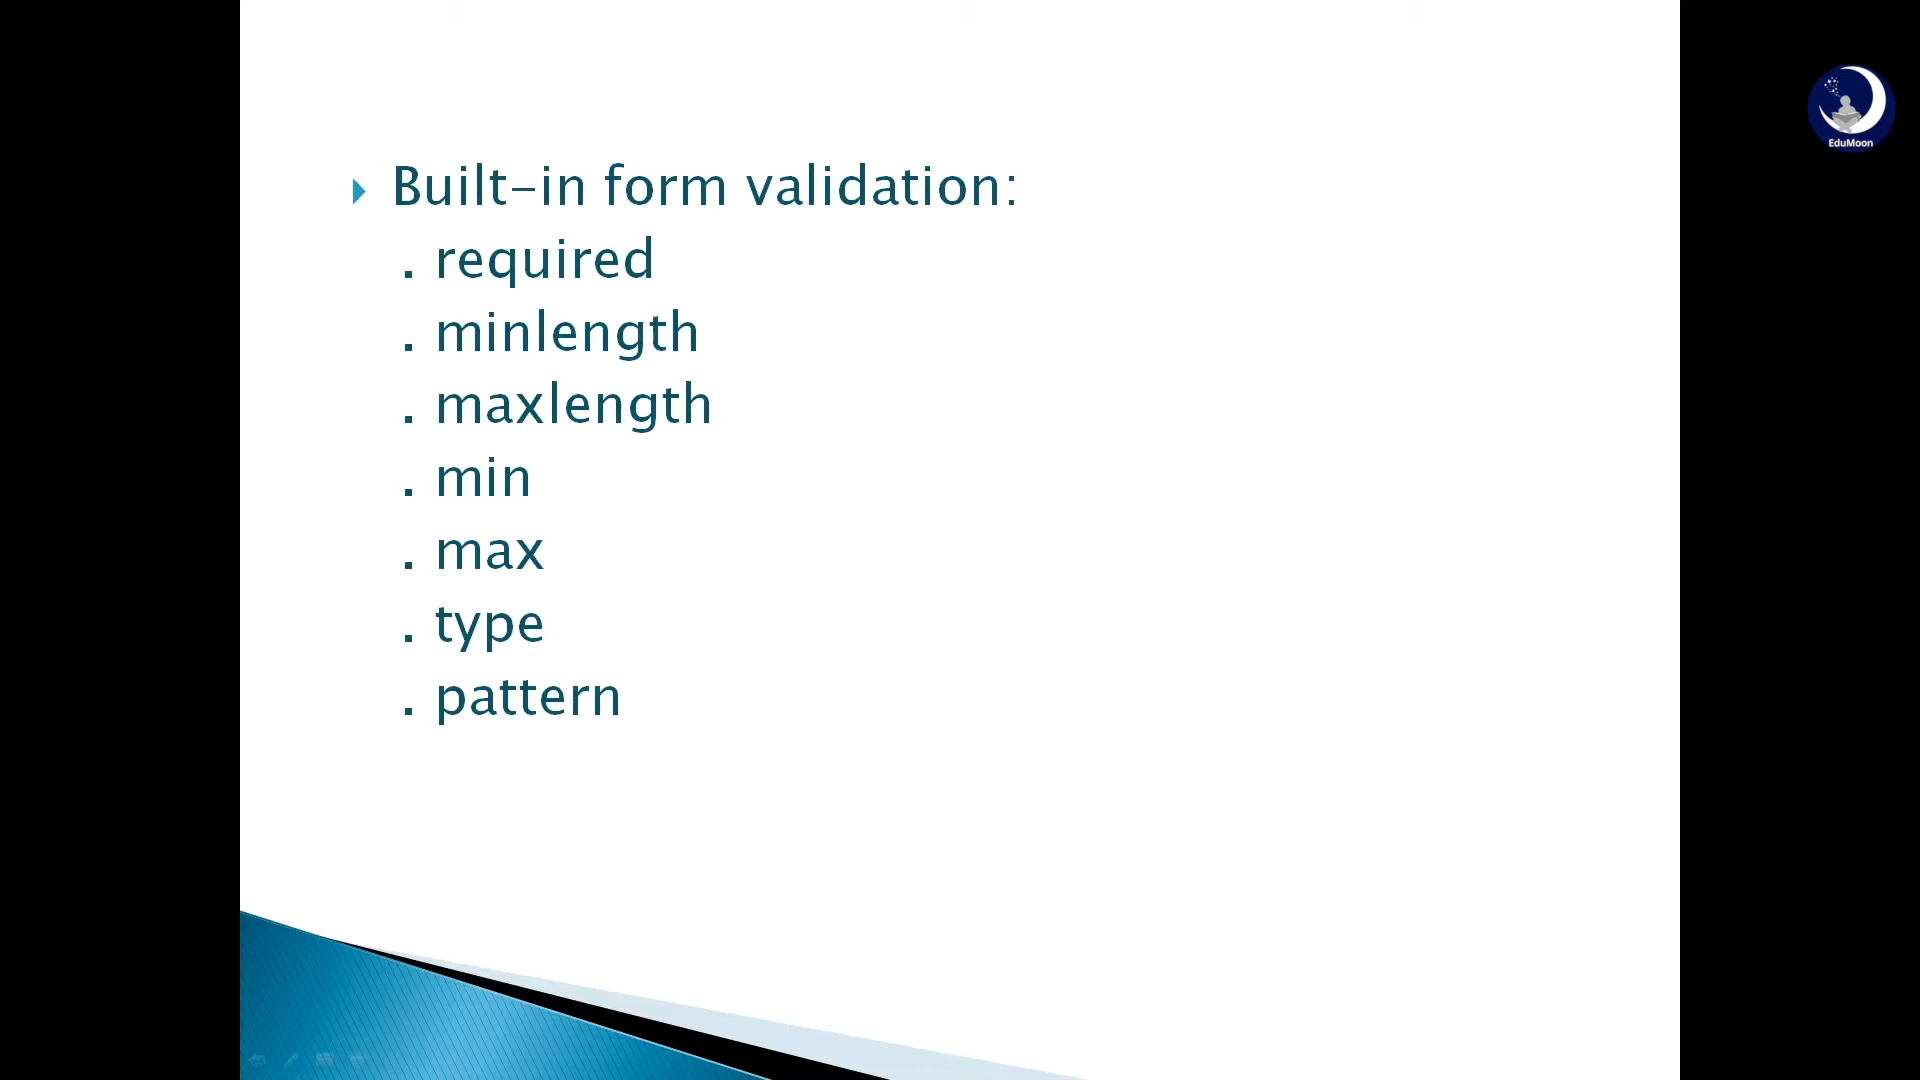 Built-in form validation:
. required
. minlength
. maxlength
. min
. max
. type
. pattern
EduMoon